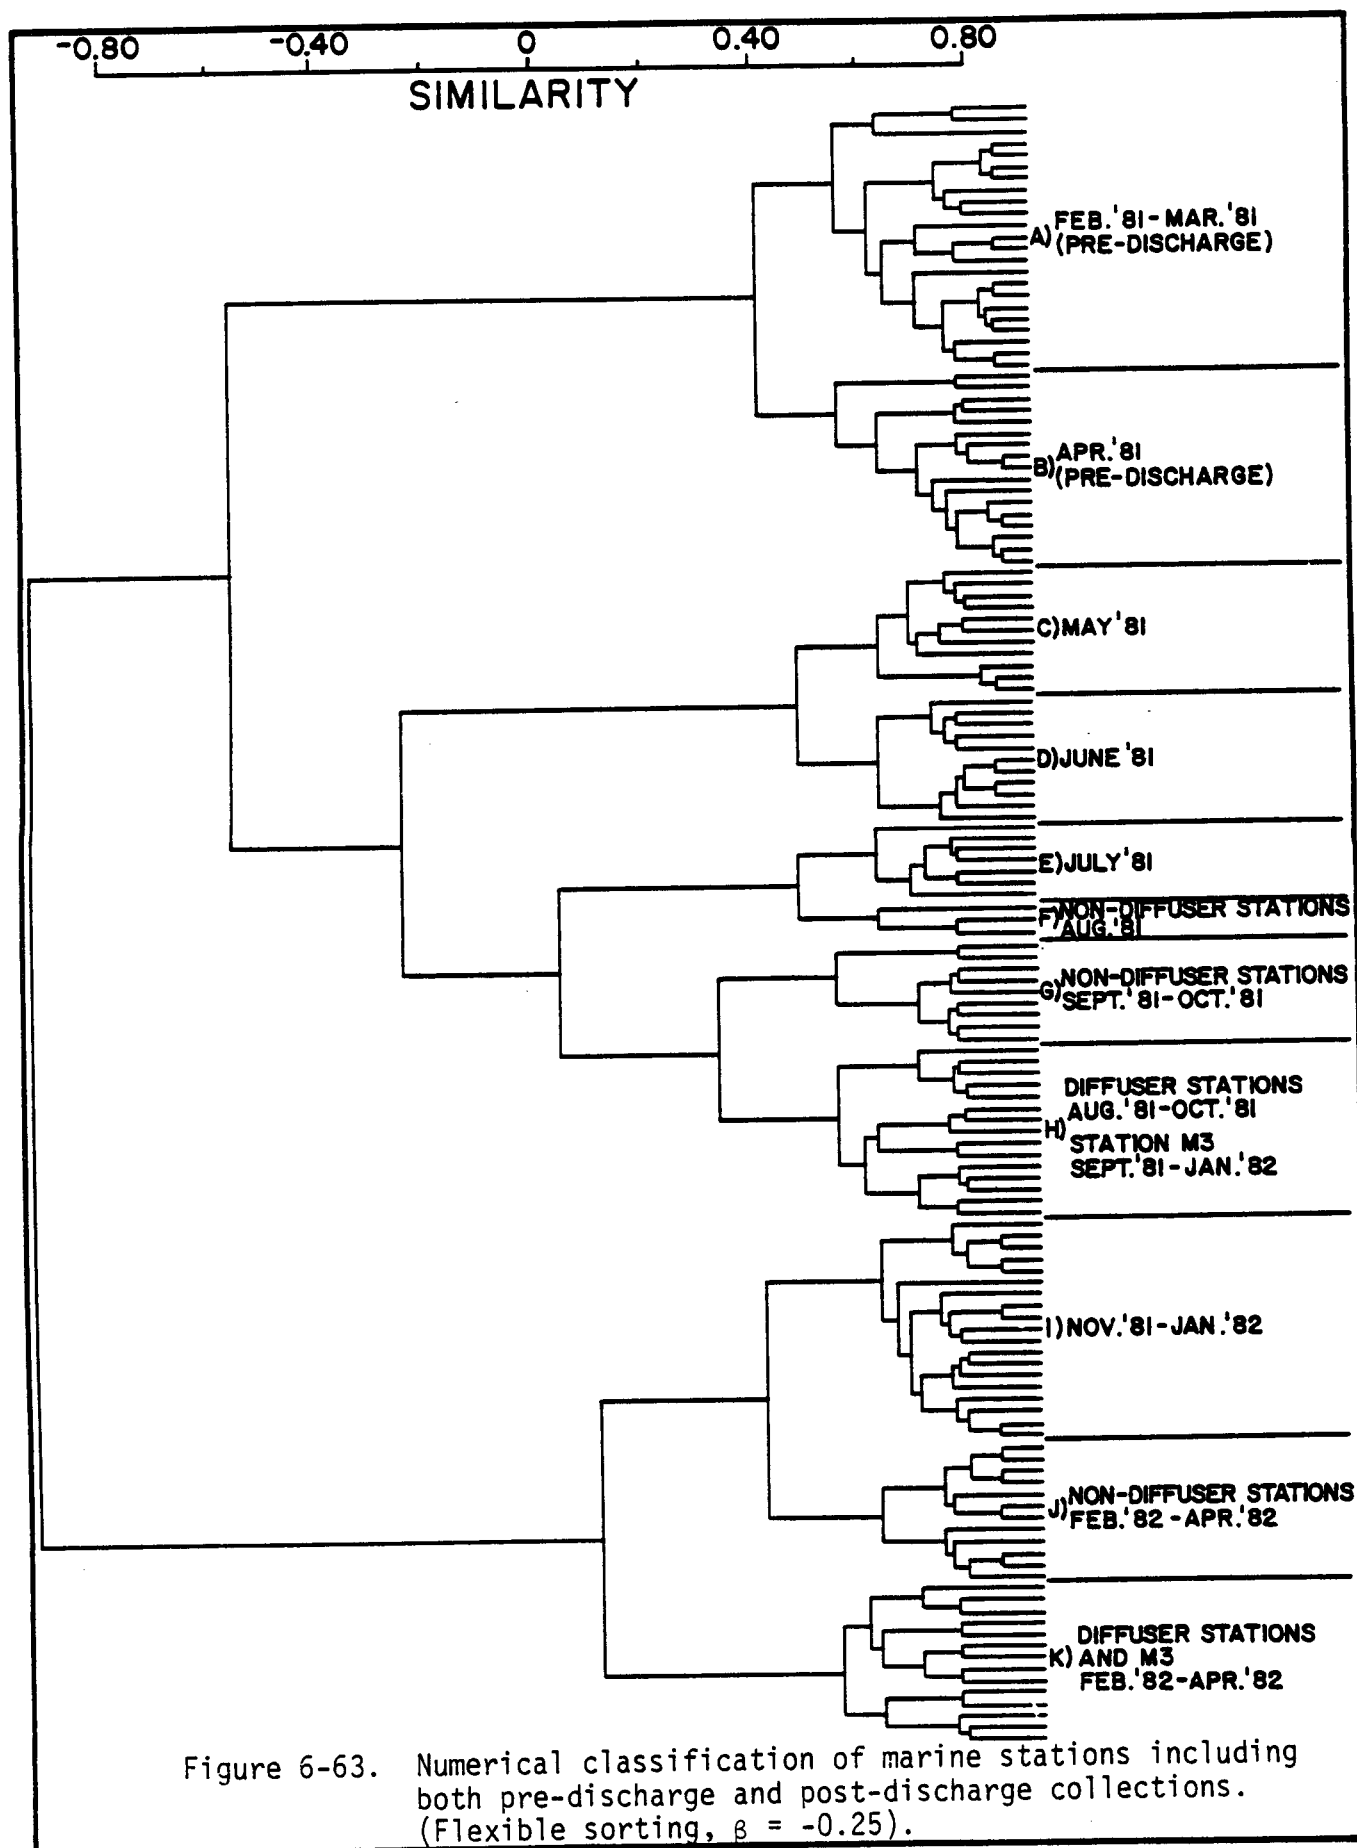 -0.80 -0.40 0 0.40 0.80
SIMILARITY
A) FEB.'81-MAR.'81
(PRE-DISCHARGE)
B) APR.'81
(PRE-DISCHARGE)
C) MAY '81
D) JUNE '81
E) JULY '81
F) NON-DIFFUSER STATIONS
AUG.'81
G) NON-DIFFUSER STATIONS
SEPT.'81-OCT.'81
DIFFUSER STATIONS
AUG.'81-OCT.'81
H)
STATION M3
SEPT.'81-JAN.'82
I) NOV.'81-JAN.'82
J) NON-DIFFUSER STATIONS
FEB.'82-APR.'82
DIFFUSER STATIONS
K) AND M3
FEB.'82-APR.'82
Figure 6-63. Numerical classification of marine stations including
both pre-discharge and post-discharge collections.
(Flexible sorting, β = -0.25).